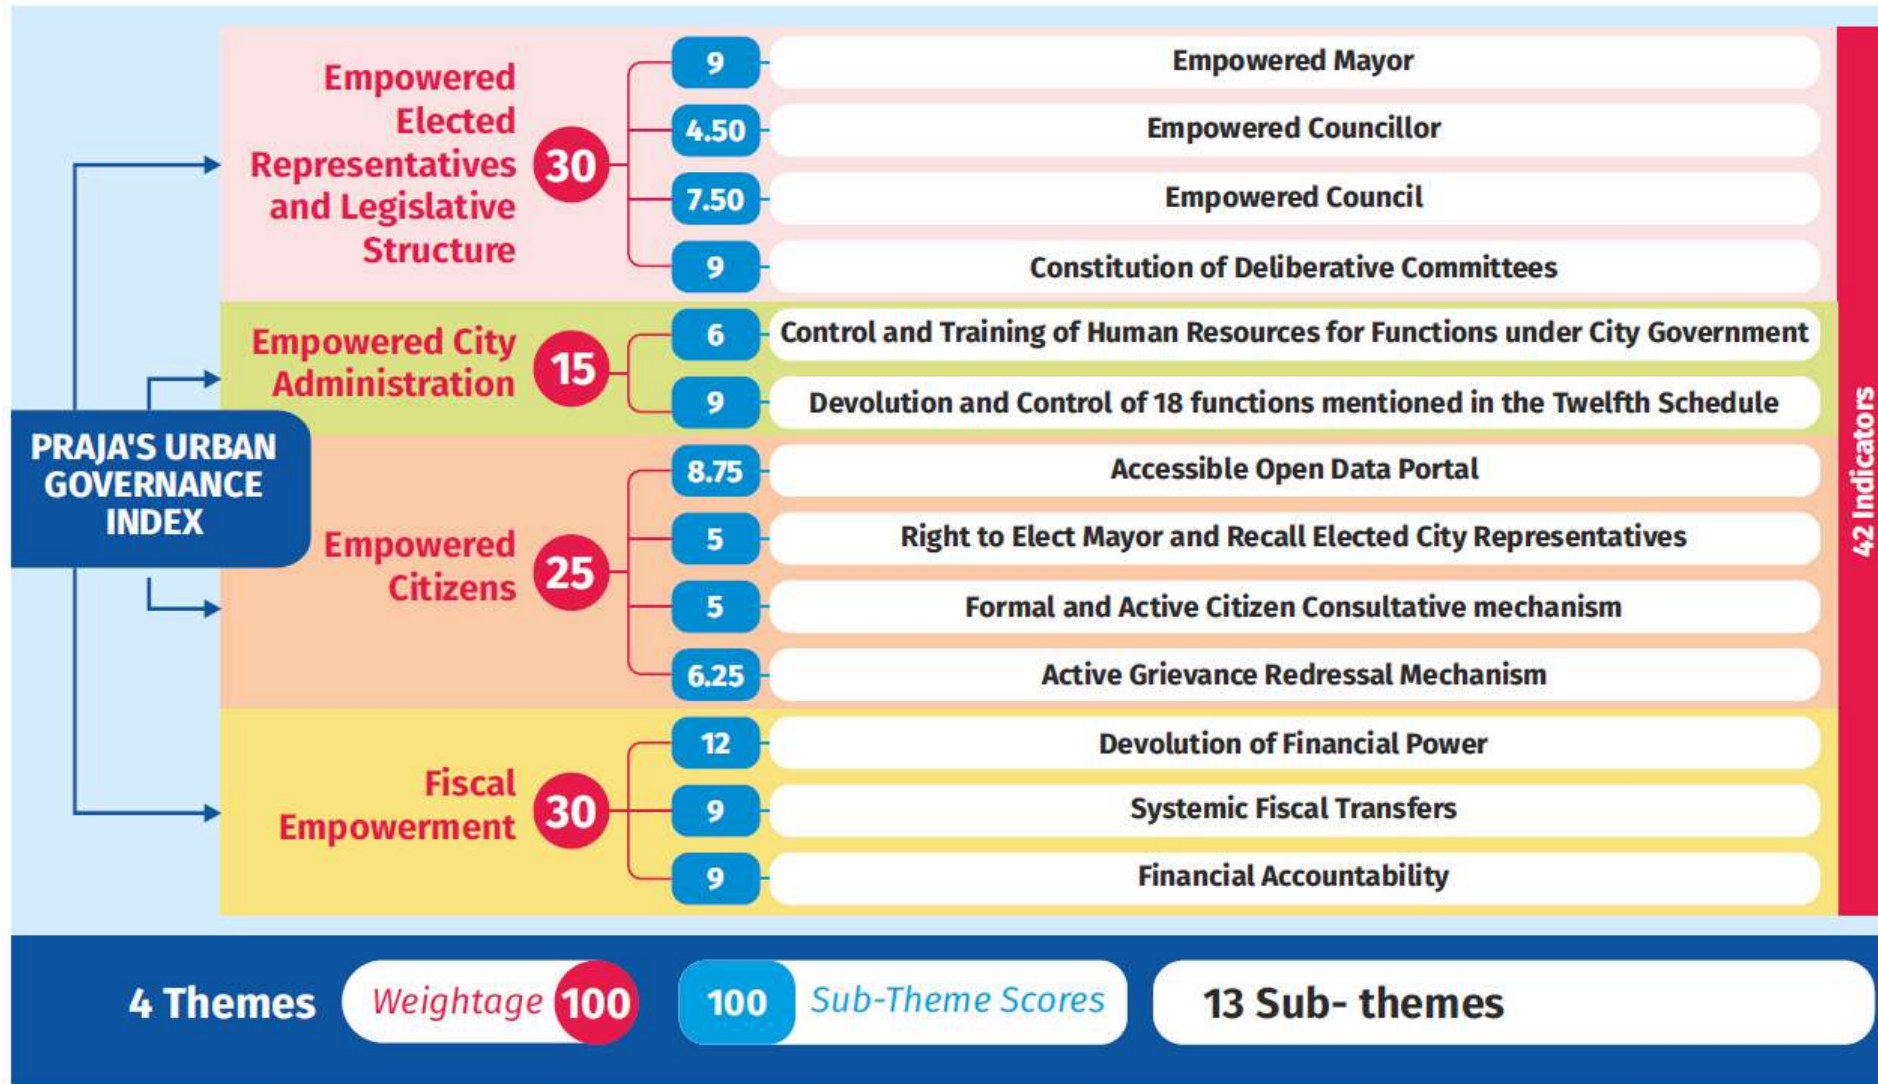 PRAJA'S URBAN
GOVERNANCE
INDEX
Empowered
Elected
Representatives
and Legislative
Structure
30
9
Empowered Mayor
4.50
Empowered Councillor
7.50
Empowered Council
9
Constitution of Deliberative Committees
Empowered City
Administration
15
6
Control and Training of Human Resources for Functions under City Government
9
Devolution and Control of 18 functions mentioned in the Twelfth Schedule
Empowered
Citizens
25
8.75
Accessible Open Data Portal
5
Right to Elect Mayor and Recall Elected City Representatives
5
Formal and Active Citizen Consultative mechanism
6.25
Active Grievance Redressal Mechanism
Fiscal
Empowerment
30
12
Devolution of Financial Power
9
Systemic Fiscal Transfers
9
Financial Accountability
42 Indicators
4 Themes
Weightage 100
100 Sub-Theme Scores
13 Sub- themes